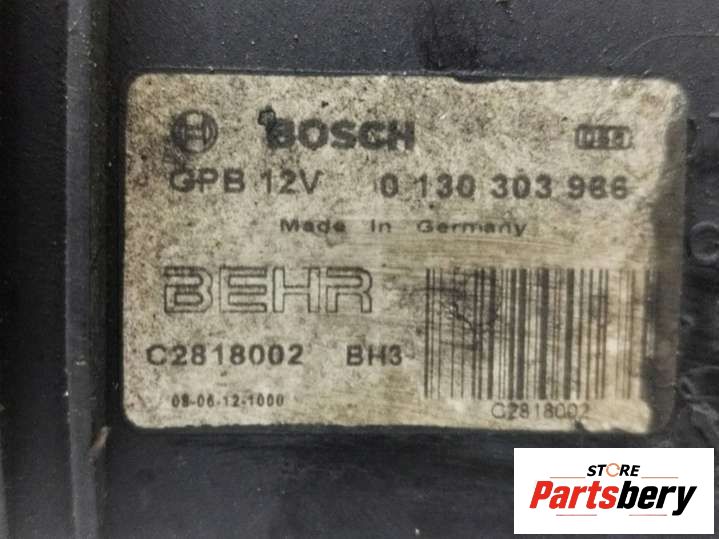 BOSCH
GPB 12V 0 130 303 966
Made in Germany
BEHR
C2818002 BH3
08-06-12-1000
C2818002
STORE
Partsbery